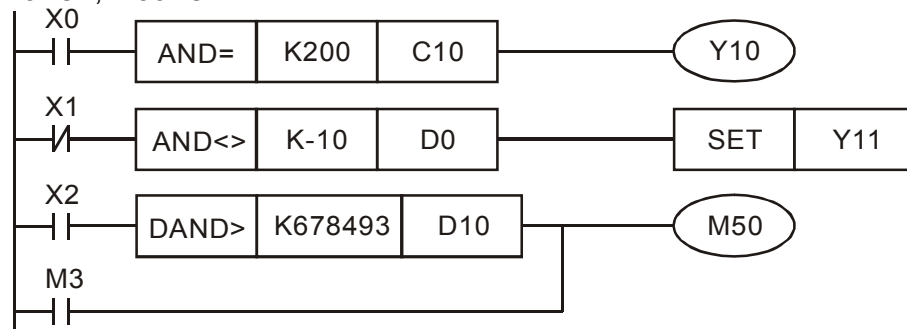 X0
AND= K200 C10 Y10
X1
AND<> K-10 D0 SET Y11
X2
DAND> K678493 D10 M50
M3